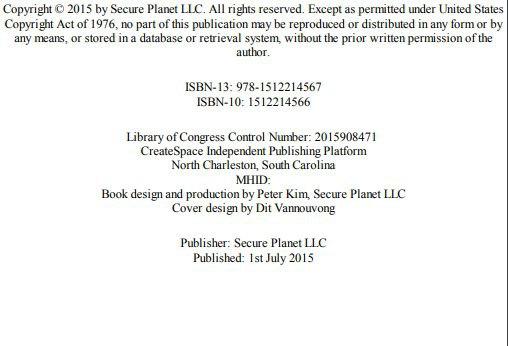 Copyright © 2015 by Secure Planet LLC. All rights reserved. Except as permitted under United States
Copyright Act of 1976, no part of this publication may be reproduced or distributed in any form or by
any means, or stored in a database or retrieval system, without the prior written permission of the
author.
ISBN-13: 978-1512214567
ISBN-10: 1512214566
Library of Congress Control Number: 2015908471
CreateSpace Independent Publishing Platform
North Charleston, South Carolina
MHID:
Book design and production by Peter Kim, Secure Planet LLC
Cover design by Dit Vannouvong
Publisher: Secure Planet LLC
Published: 1st July 2015